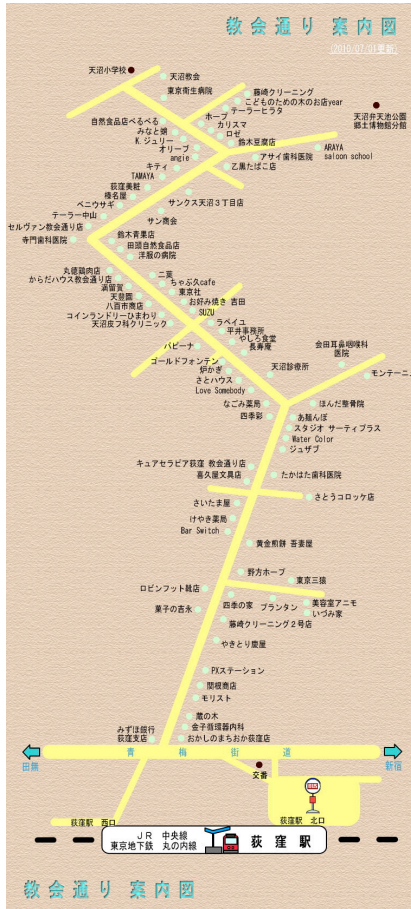 教会通り 案内図
(2010/07/01更新)
天沼小学校
天沼教会
東京衛生病院
藤崎クリーニング
こどものための木のお店year
テーラーヒラタ
ホープ
カリスマ
ロゼ
天沼弁天池公園
郷土博物館分館
自然食品店べるべる
みなと鮨
K.ジュリー
オリーブ
angie
鈴木豆腐店
ARAYA
saloon school
アサイ歯科医院
乙黒たばこ店
キティ
TAMAYA
荻窪美粧
サンクス天沼3丁目店
榛名屋
ベニウサギ
テーラー中山
サン商会
セルヴァン教会通り店
寺門歯科医院
鈴木青果店
田頭自然食品店
洋服の病院
丸徳鶏肉店
からだハウス教会通り店
満留賀
天豊園
八百市商店
コインランドリーひまわり
天沼皮フ科クリニック
二葉
ちゃぶ久cafe
東京社
お好み焼き 吉田
SUZU
ラベイユ
平井事務所
やしろ食堂
長寿庵
パピーナ
ゴールドフォンテン
炉かぎ
さとハウス
Love Somebody
会田耳鼻咽喉科
医院
天沼診療所
モンテーニュ
なごみ薬局
四季彩
ほんだ整骨院
あ麺んぼ
スタジオ サーティプラス
Water Color
ジュザブ
キュアセラピア荻窪 教会通り店
喜久屋文具店
たかはた歯科医院
さとうコロッケ店
さいたま屋
けやき薬局
Bar Switch
黄金煎餅 吾妻屋
野方ホープ
東京三猿
ロビンフット靴店
菓子の吉永
四季の家
プランタン
美容室アニモ
いづみ家
藤崎クリーニング2号店
やきとり慶屋
PXステーション
関根商店
モリスト
蔵の木
金子循環器内科
おかしのまちおか荻窪店
みずほ銀行
荻窪支店
青 梅 街 道
田無
新宿
交番
荻窪駅 西口
荻窪駅 北口
JR 中央線
東京地下鉄 丸の内線
荻窪駅
教会通り 案内図